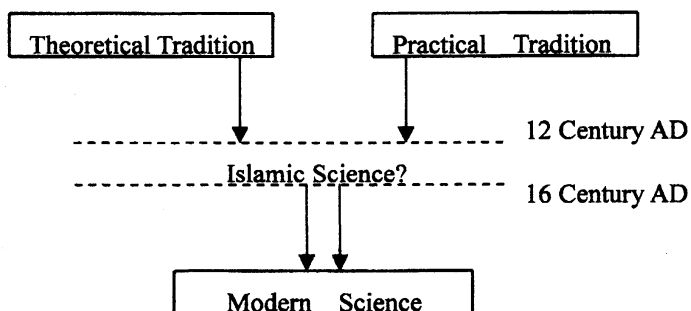 Theoretical Tradition
Practical Tradition
12 Century AD
Islamic Science?
16 Century AD
Modern Science